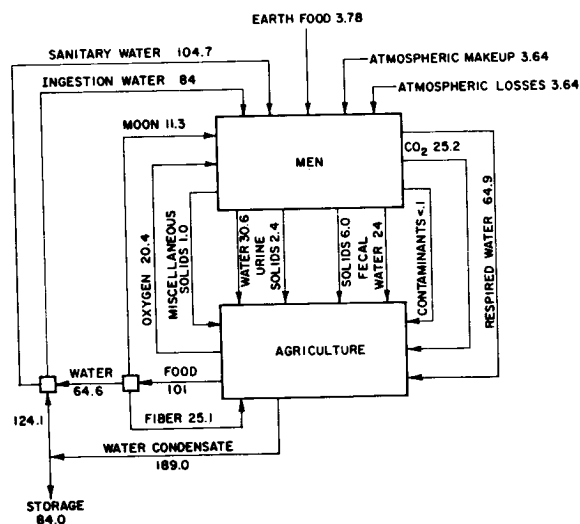 EARTH FOOD 3.78
SANITARY WATER 104.7
ATMOSPHERIC MAKEUP 3.64
INGESTION WATER 84
ATMOSPHERIC LOSSES 3.64
MOON 11.3
MEN
CO2 25.2
OXYGEN 20.4
MISCELLANEOUS
SOLIDS 1.0
WATER 30.6
URINE
SOLIDS 2.4
SOLIDS 6.0
FECAL
WATER 24
CONTAMINANTS <.1
RESPIRED WATER 64.9
AGRICULTURE
WATER
64.6
FOOD
101
FIBER 25.1
124.1
WATER CONDENSATE
189.0
STORAGE
84.0